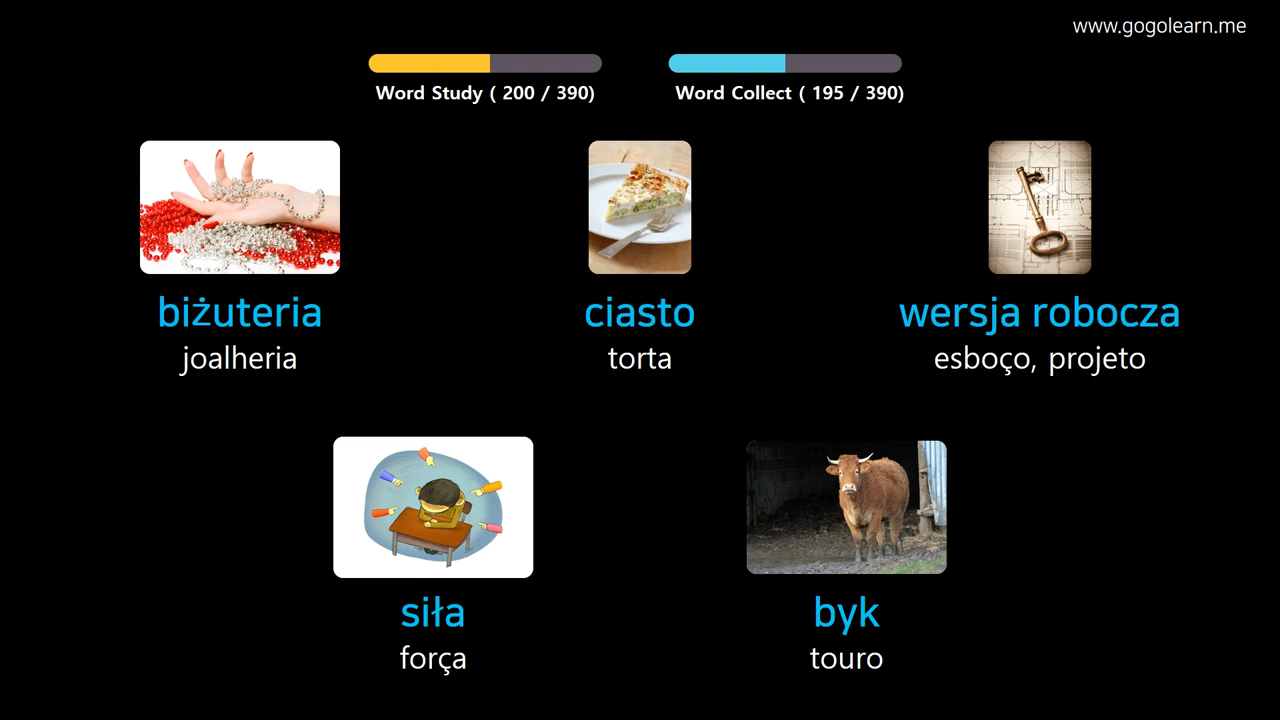 www.gogolearn.me
Word Study ( 200 / 390)
Word Collect ( 195 / 390)
biżuteria
joalheria
ciasto
torta
wersja robocza
esboço, projeto
siła
força
byk
touro